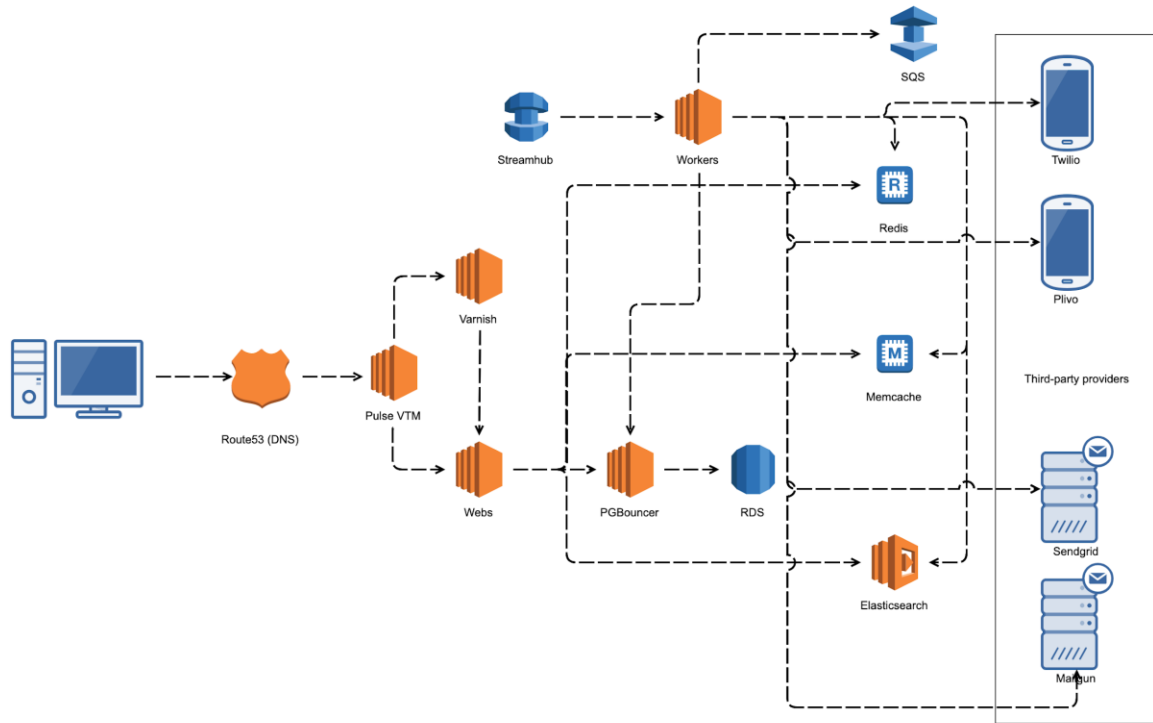 SQS
Streamhub
Workers
Twilio
R
Redis
Plivo
Varnish
M
Memcache
Third-party providers
Route53 (DNS)
Pulse VTM
Webs
PGBouncer
RDS
Sendgrid
Elasticsearch
Mailgun